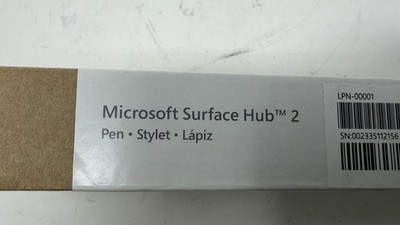 Microsoft Surface Hub™ 2
Pen • Stylet • Lápiz
LPN-00001
SN:002335112156